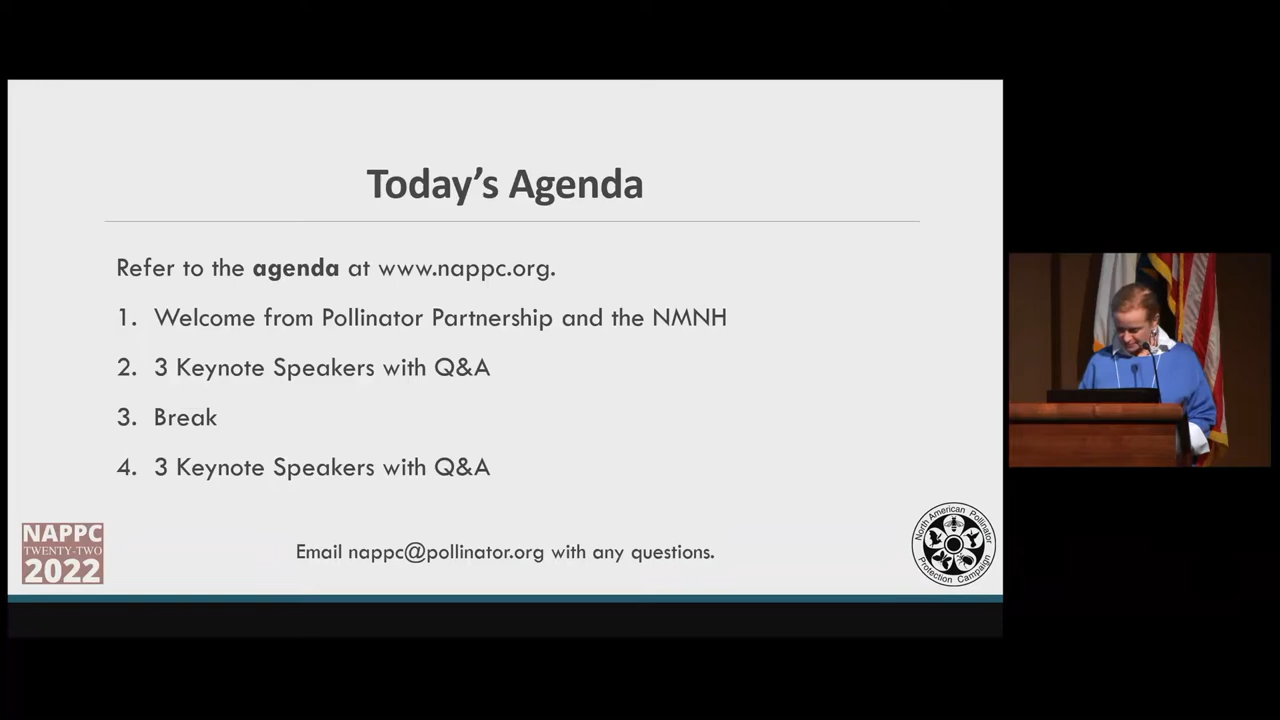 Today's Agenda
Refer to the agenda at www.nappc.org.
1. Welcome from Pollinator Partnership and the NMNH
2. 3 Keynote Speakers with Q&A
3. Break
4. 3 Keynote Speakers with Q&A
NAPPC
TWENTY-TWO
2022
Email nappc@pollinator.org with any questions.
North American Pollinator
Protection Campaign